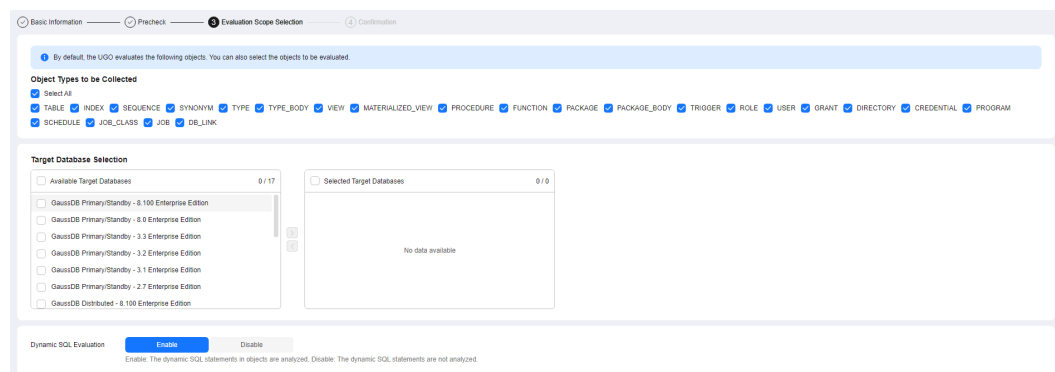 Basic Information Precheck 3 Evaluation Scope Selection 4 Confirmation
By default, the UGO evaluates the following objects. You can also select the objects to be evaluated.
Object Types to be Collected
Select All
TABLE INDEX SEQUENCE SYNONYM TYPE TYPE_BODY VIEW MATERIALIZED_VIEW PROCEDURE FUNCTION PACKAGE PACKAGE_BODY TRIGGER ROLE USER GRANT DIRECTORY CREDENTIAL PROGRAM
SCHEDULE JOB_CLASS JOB DB_LINK
Target Database Selection
Available Target Databases 0 / 17 Selected Target Databases 0 / 0
GaussDB Primary/Standby - 8.100 Enterprise Edition
GaussDB Primary/Standby - 8.0 Enterprise Edition
GaussDB Primary/Standby - 3.3 Enterprise Edition
GaussDB Primary/Standby - 3.2 Enterprise Edition
No data available
GaussDB Primary/Standby - 3.1 Enterprise Edition
GaussDB Primary/Standby - 2.7 Enterprise Edition
GaussDB Distributed - 8.100 Enterprise Edition
Dynamic SQL Evaluation Enable Disable
Enable: The dynamic SQL statements in objects are analyzed. Disable: The dynamic SQL statements are not analyzed.